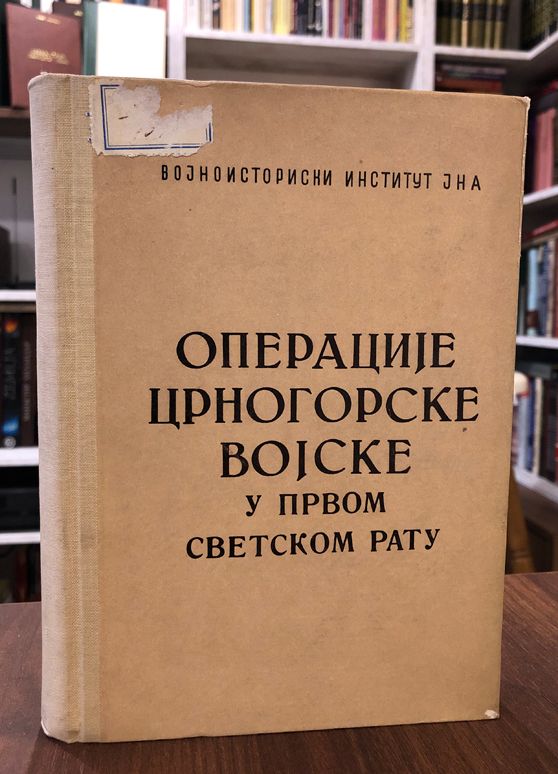 ВОЈНОИСТОРИСКИ ИНСТИТУТ ЈНА
ОПЕРАЦИЈЕ
ЦРНОГОРСКЕ
ВОЈСКЕ
У ПРВОМ
СВЕТСКОМ РАТУ